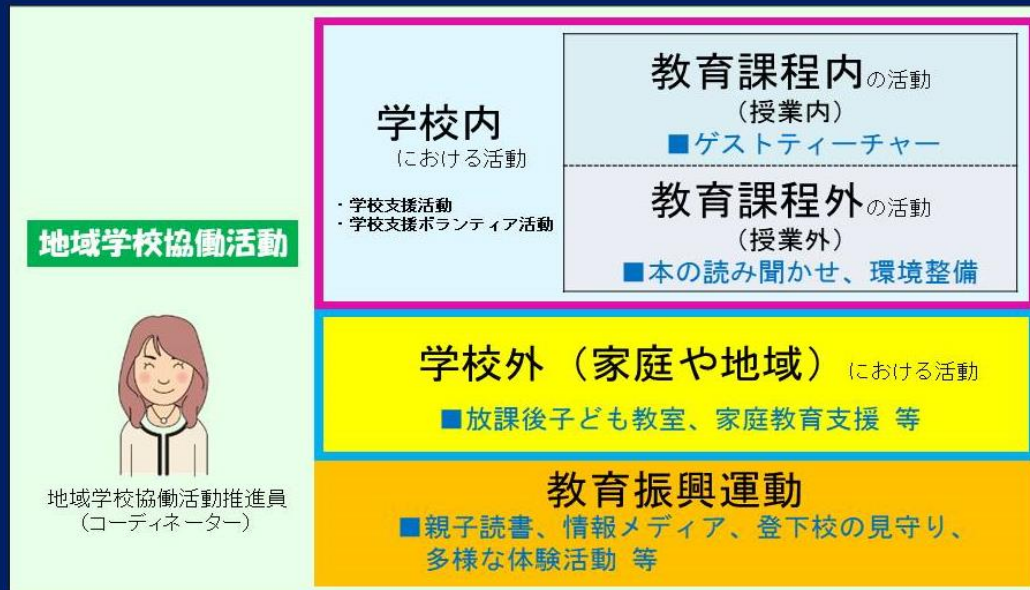 地域学校協働活動
地域学校協働活動推進員
(コーディネーター)
学校内
における活動
・学校支援活動
・学校支援ボランティア活動
教育課程内の活動
(授業内)
■ゲストティーチャー
教育課程外の活動
(授業外)
■本の読み聞かせ、環境整備
学校外(家庭や地域)における活動
■放課後子ども教室、家庭教育支援 等
教育振興運動
■親子読書、情報メディア、登下校の見守り、
多様な体験活動 等